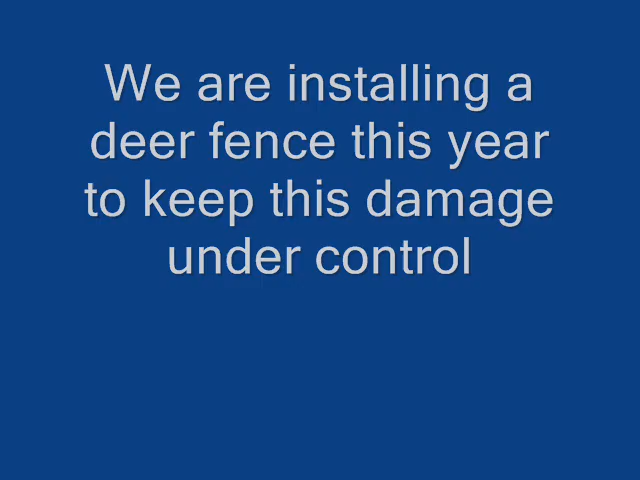 We are installing a
deer fence this year
to keep this damage
under control